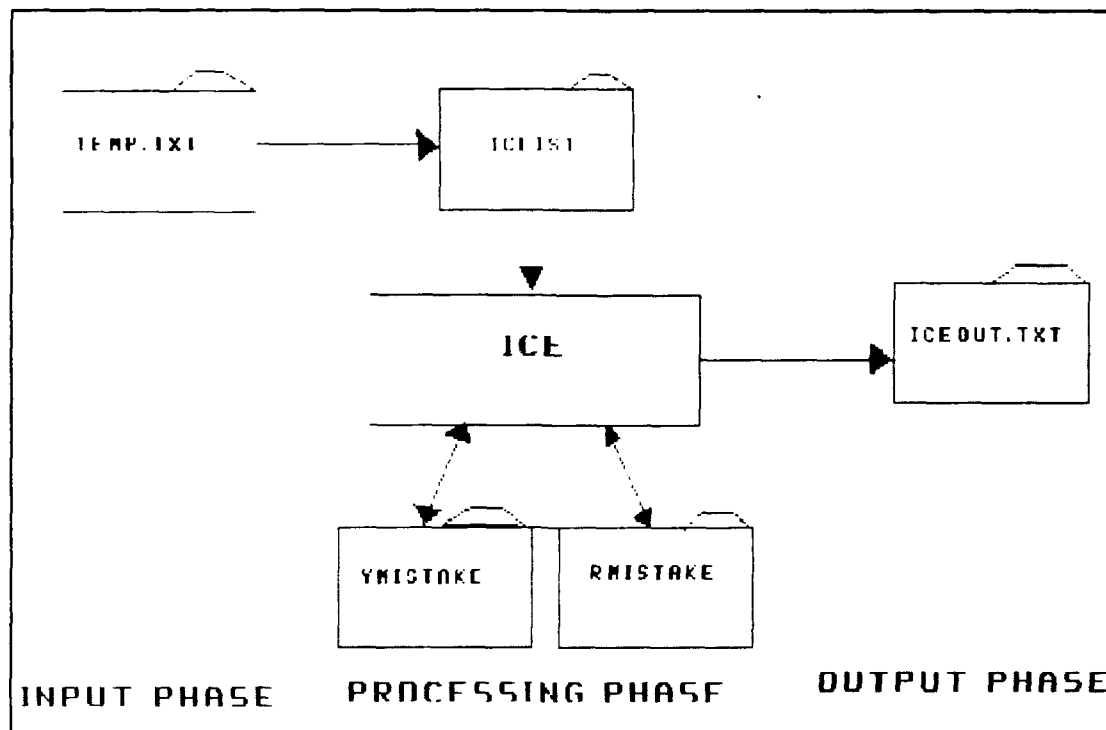 TEMP.TXT
ICLIST
ICE
ICEOUT.TXT
YMISTAKE
RMISTAKE
INPUT PHASE
PROCESSING PHASE
OUTPUT PHASE